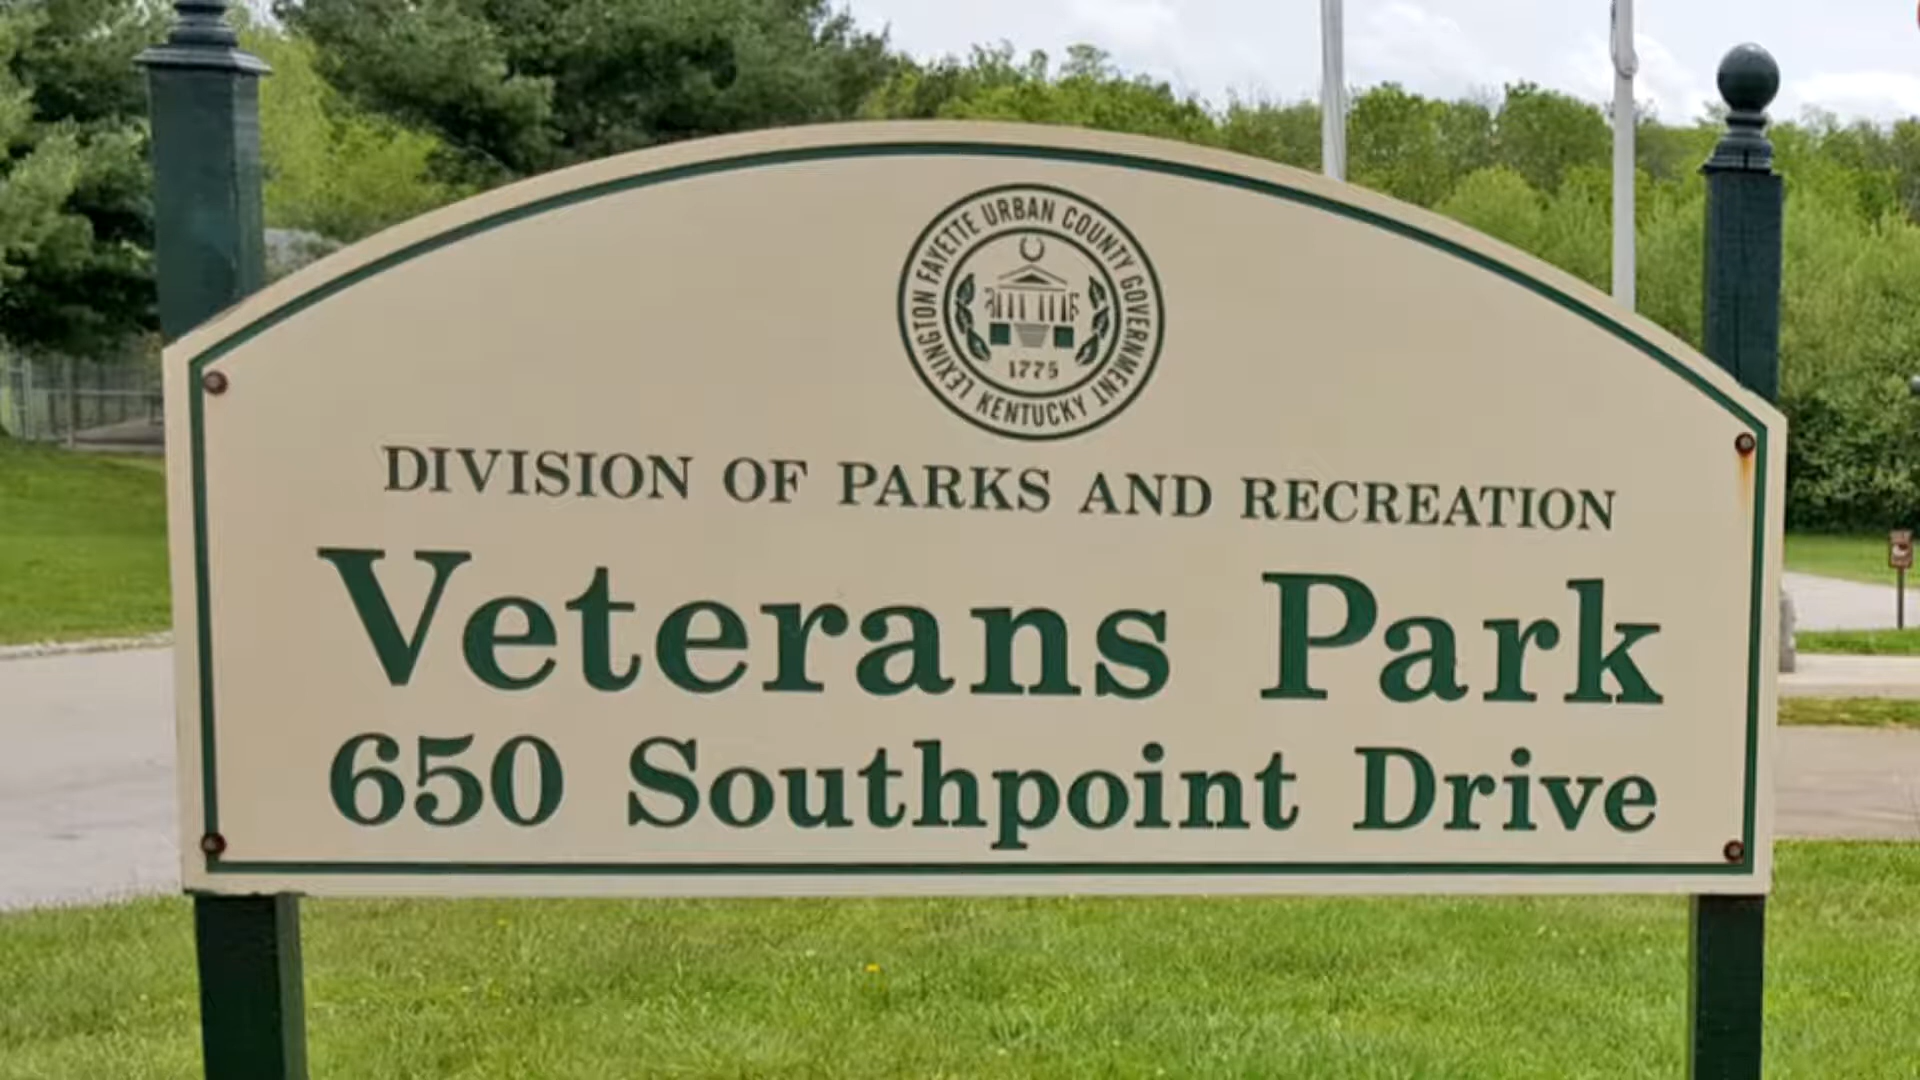 LEXINGTON FAYETTE URBAN COUNTY GOVERNMENT
KENTUCKY
1775
DIVISION OF PARKS AND RECREATION
Veterans Park
650 Southpoint Drive